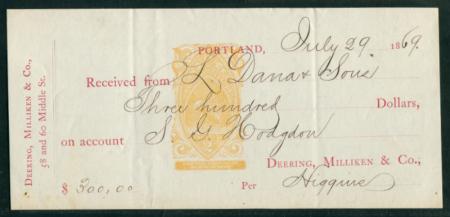 DEERING, MILLIKEN & CO.,
58 and 60 Middle St.
PORTLAND, July 29 1869.
Received from L Dana & Sons
Three hundred Dollars,
on account S G Hodgdon
DEERING, MILLIKEN & CO.,
$ 300,00 Per Higgins